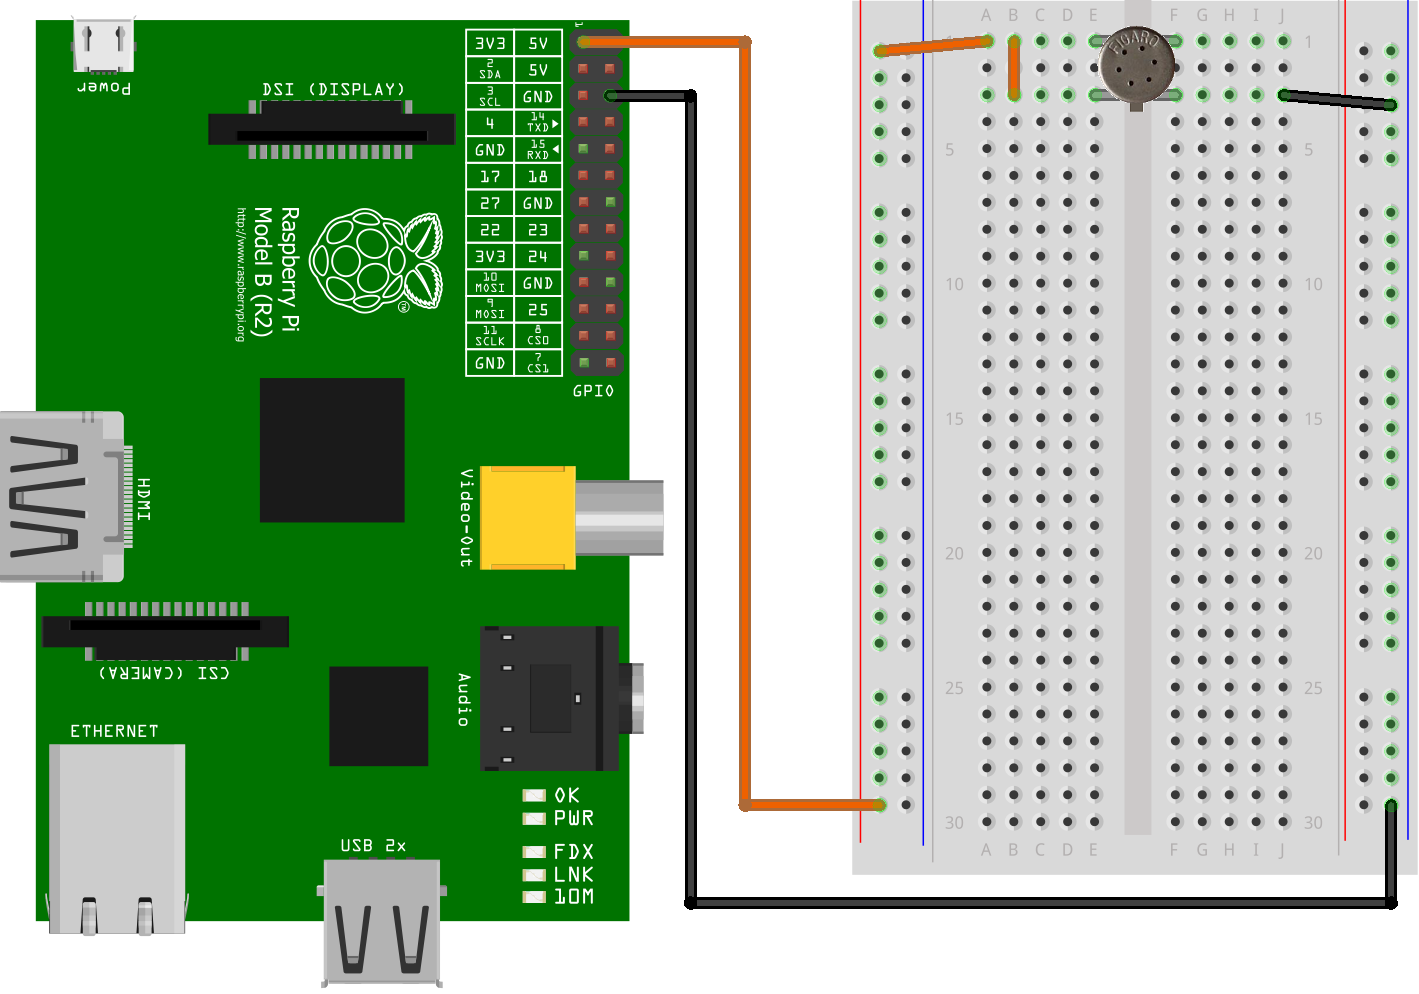 Power
DSI (DISPLAY)
Raspberry Pi
Model B (R2)
http://www.raspberrypi.org
TM
1
3V3 5V
2 SDA 5V
3 SCL GND
4 14 TXD
GND 15 RXD
17 18
27 GND
22 23
3V3 24
10 MOSI GND
9 MOSI 25
11 SCLK 8 CS0
GND 7 CS1
GPIO
HDMI
Video-Out
CSI (CAMERA)
Audio
ETHERNET
USB 2x
OK
PWR
FDX
LNK
10M
A B C D E F G H I J
FIGARO
1 1
5 5
10 10
15 15
20 20
25 25
30 30
A B C D E F G H I J